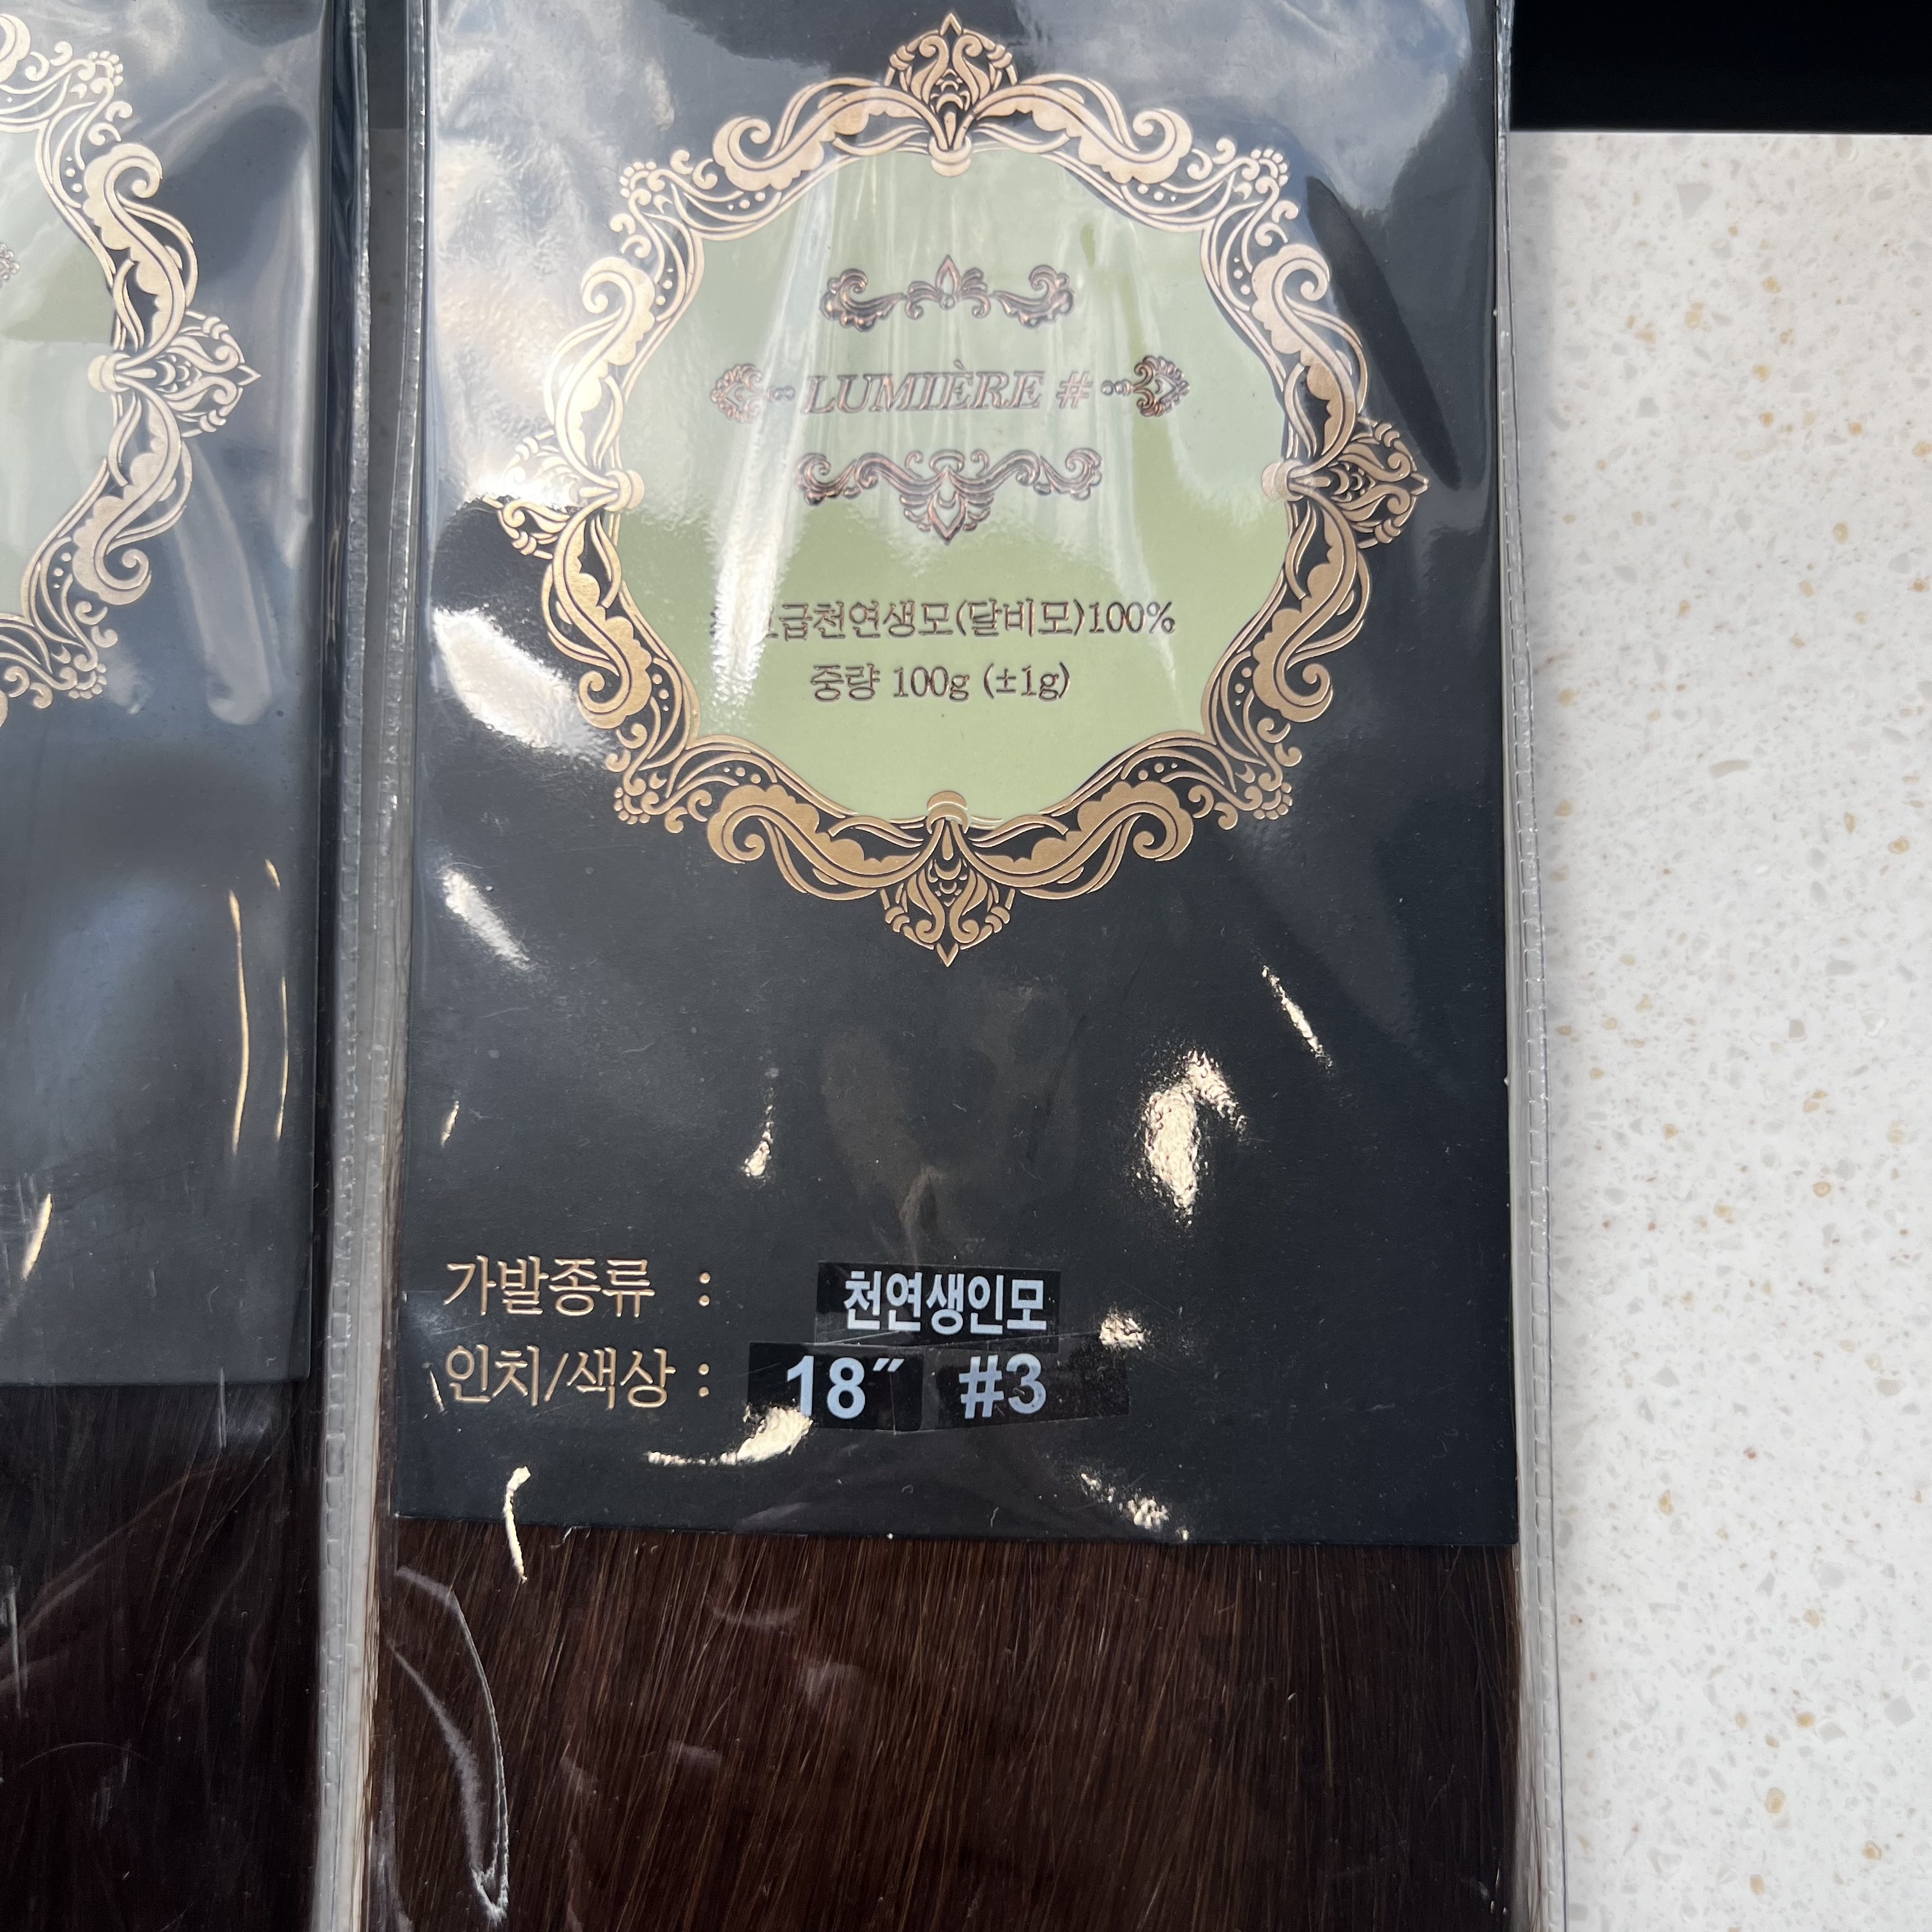 LUMIÈRE #
급천연생모(달비모)100%
중량 100g (±1g)
가발종류 : 천연생인모
인치/색상 : 18″ #3